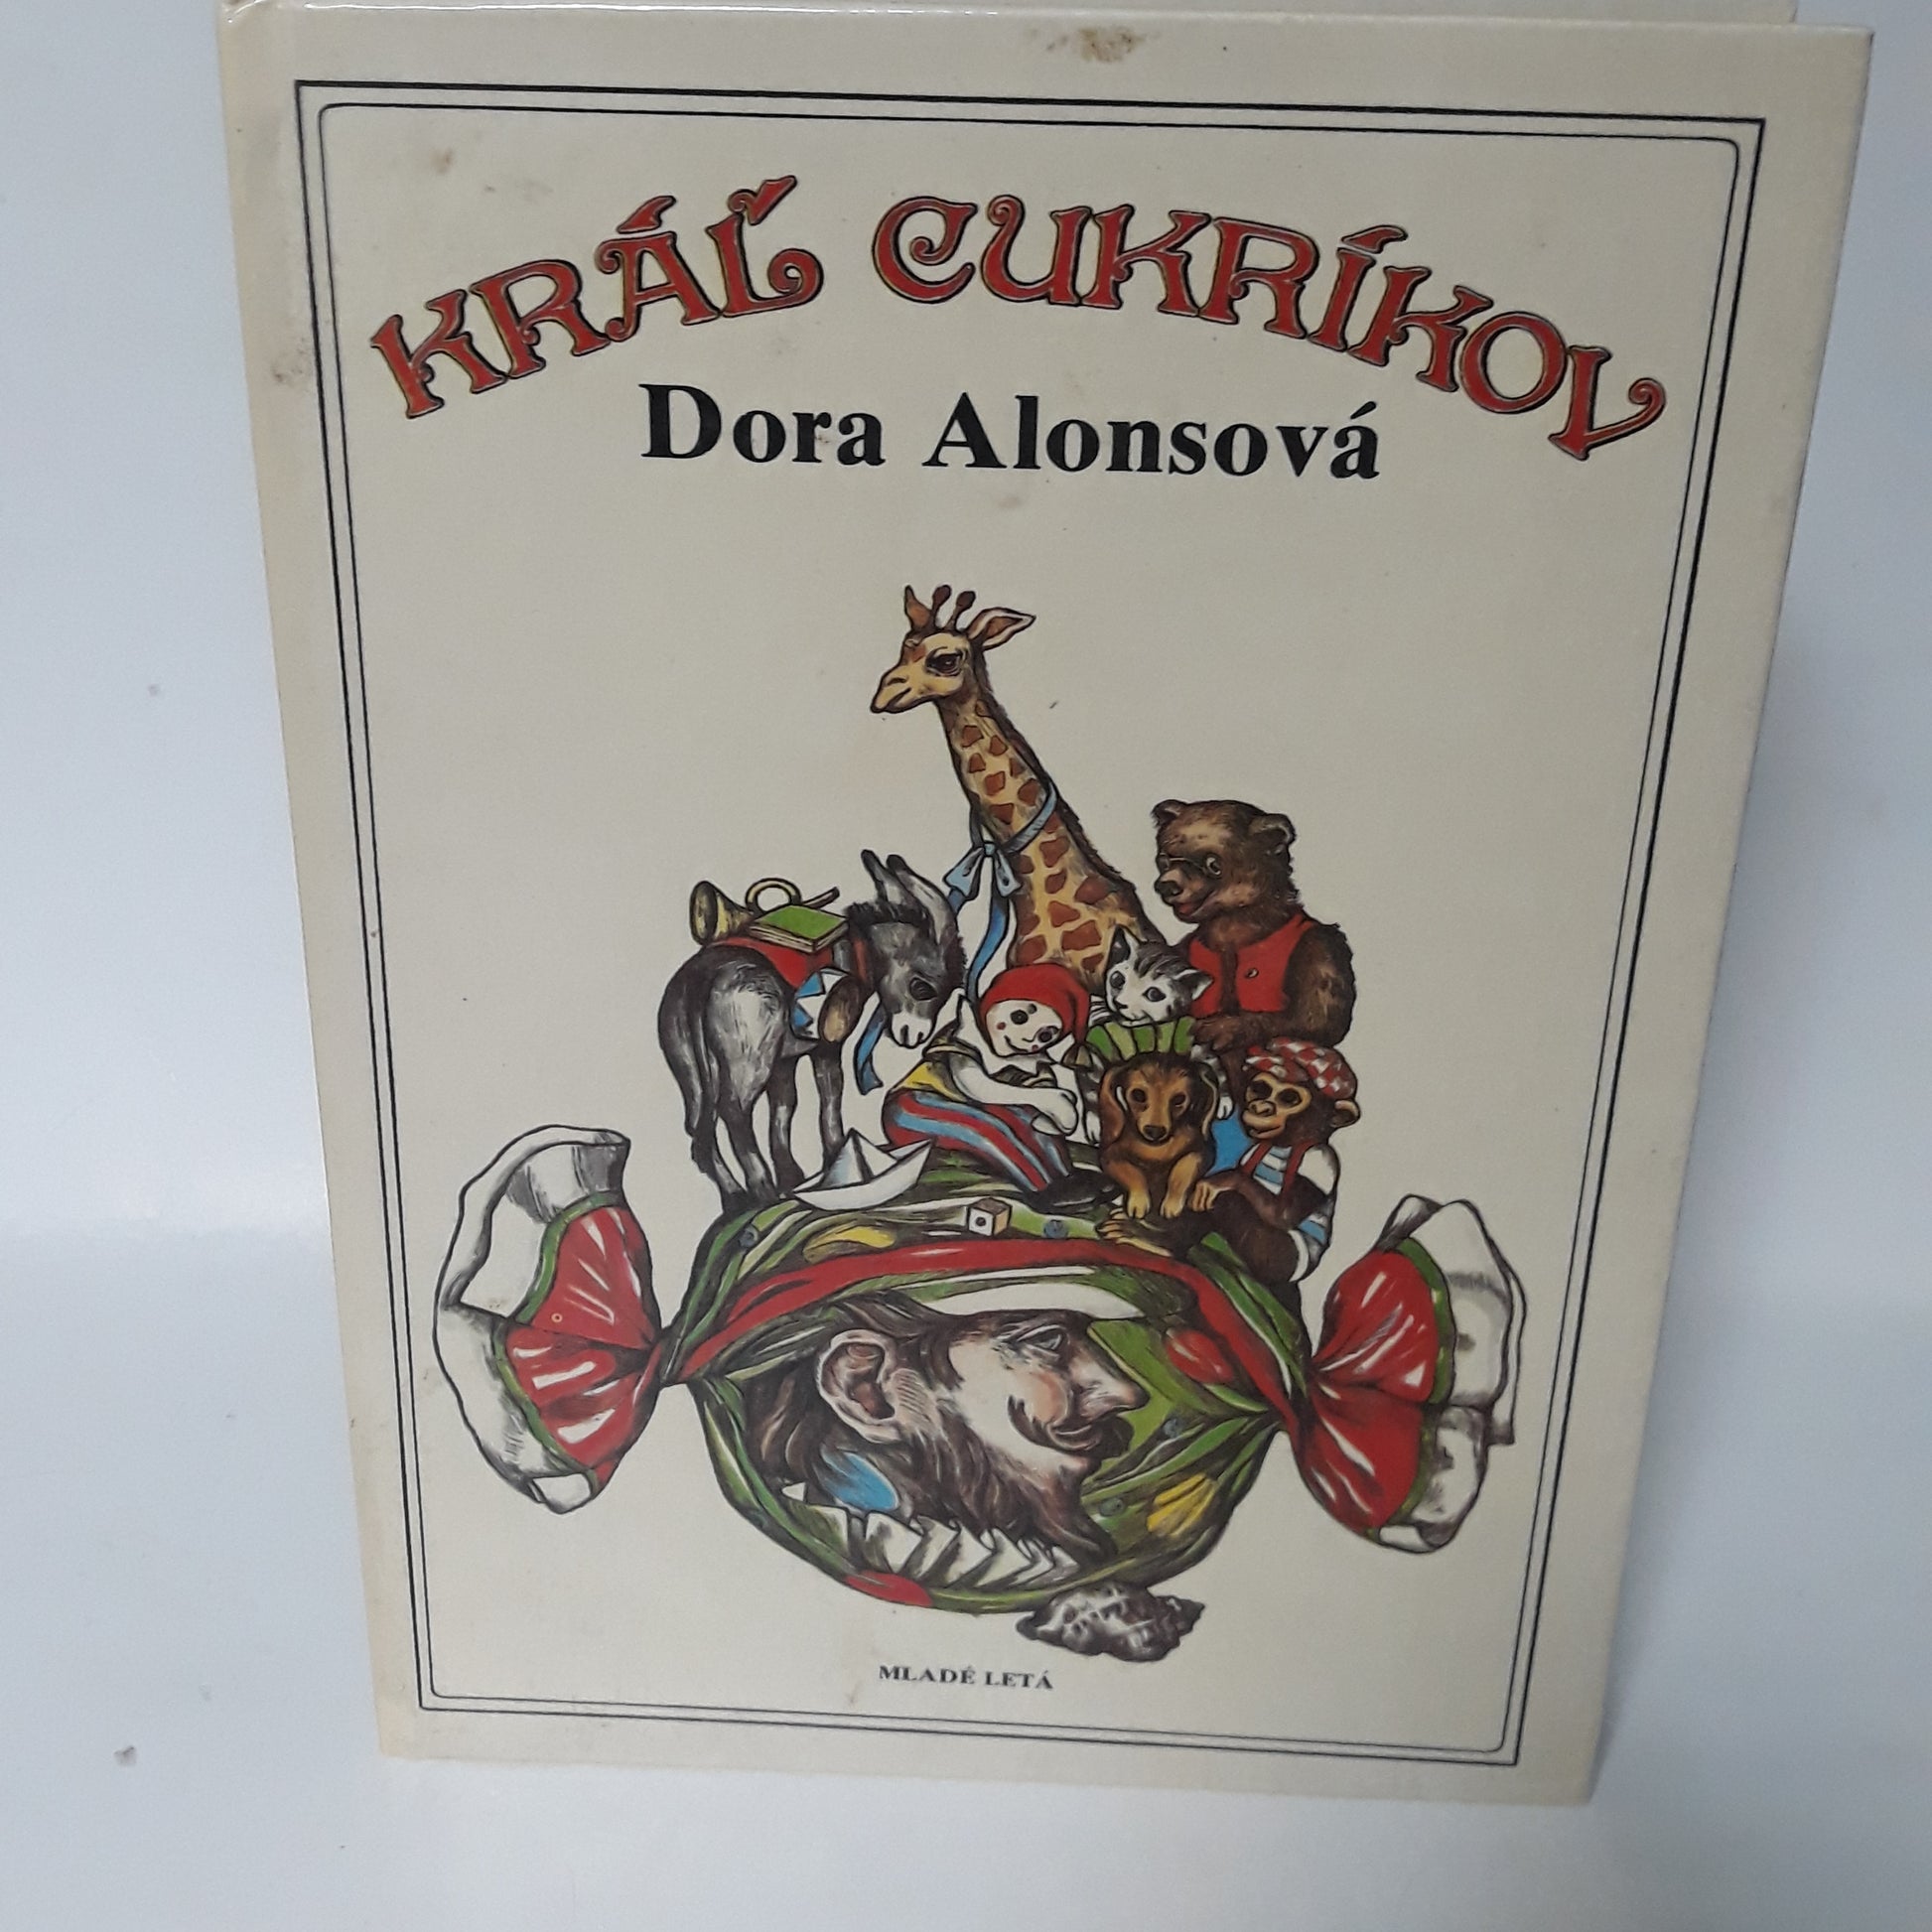 KRÁĽ CUKRÍKOV
Dora Alonsová
MLADÉ LETÁ